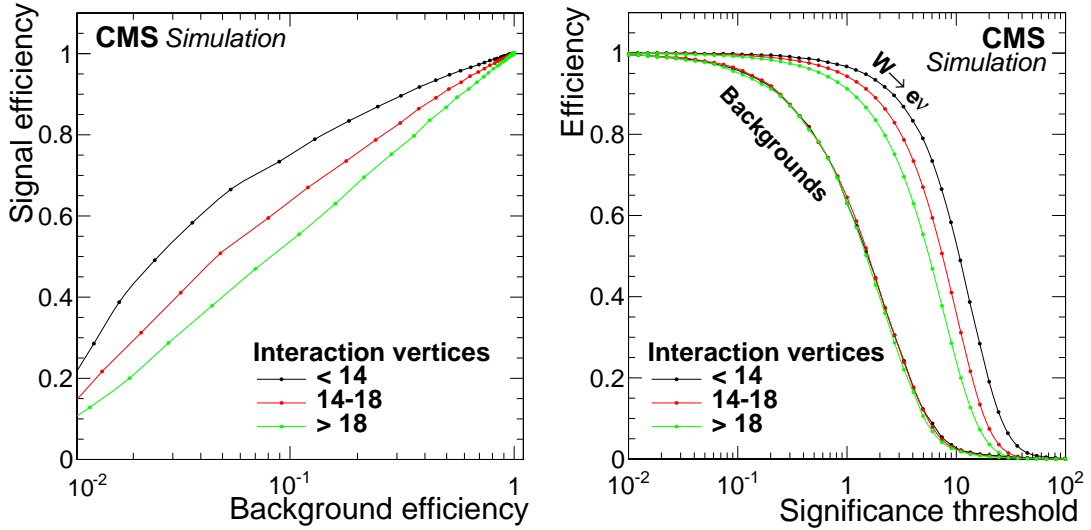 CMS Simulation
Signal efficiency
1
0.8
0.6
0.4
0.2
0
Interaction vertices
< 14
14-18
> 18
10-2
10-1
1
Background efficiency
CMS
Simulation
Efficiency
1
0.8
0.6
0.4
0.2
0
W→eν
Backgrounds
Interaction vertices
< 14
14-18
> 18
10-2
10-1
1
10
102
Significance threshold